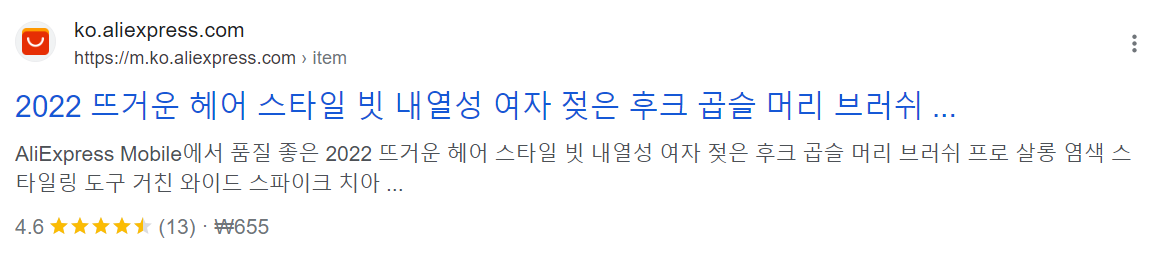 ko.aliexpress.com
https://m.ko.aliexpress.com › item
2022 뜨거운 헤어 스타일 빗 내열성 여자 젖은 후크 곱슬 머리 브러쉬 ...
AliExpress Mobile에서 품질 좋은 2022 뜨거운 헤어 스타일 빗 내열성 여자 젖은 후크 곱슬 머리 브러쉬 프로 살롱 염색 스
타일링 도구 거친 와이드 스파이크 치아 ...
4.6 ★★★★★ (13) · ₩655